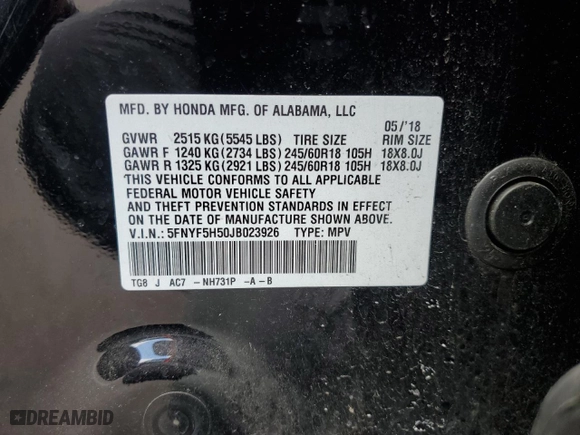 MFD. BY HONDA MFG. OF ALABAMA, LLC
05/'18
GVWR 2515 KG (5545 LBS) TIRE SIZE RIM SIZE
GAWR F 1240 KG (2734 LBS) 245/60R18 105H 18X8.0J
GAWR R 1325 KG (2921 LBS) 245/60R18 105H 18X8.0J
THIS VEHICLE CONFORMS TO ALL APPLICABLE
FEDERAL MOTOR VEHICLE SAFETY
AND THEFT PREVENTION STANDARDS IN EFFECT
ON THE DATE OF MANUFACTURE SHOWN ABOVE.
V.I.N.: 5FNYF5H50JB023926 TYPE: MPV
TG8 J AC7 -NH731P -A-B
DREAMBID